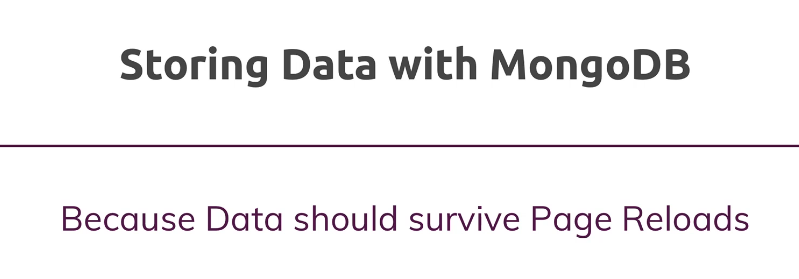 Storing Data with MongoDB
Because Data should survive Page Reloads